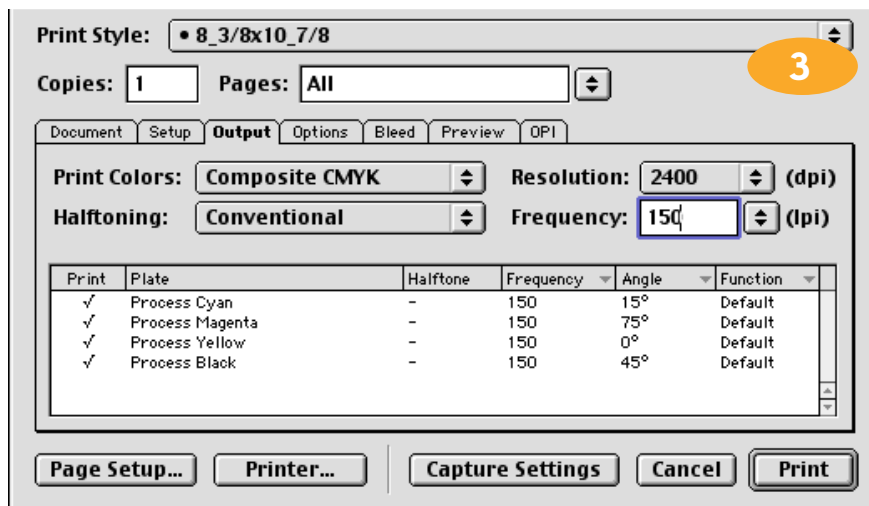 Print Style: • 8_3/8x10_7/8
3
Copies: 1 Pages: All
Document Setup Output Options Bleed Preview OPI
Print Colors: Composite CMYK Resolution: 2400 (dpi)
Halftoning: Conventional Frequency: 150 (lpi)
Print Plate Halftone Frequency Angle Function
√ Process Cyan - 150 15° Default
√ Process Magenta - 150 75° Default
√ Process Yellow - 150 0° Default
√ Process Black - 150 45° Default
Page Setup... Printer... Capture Settings Cancel Print